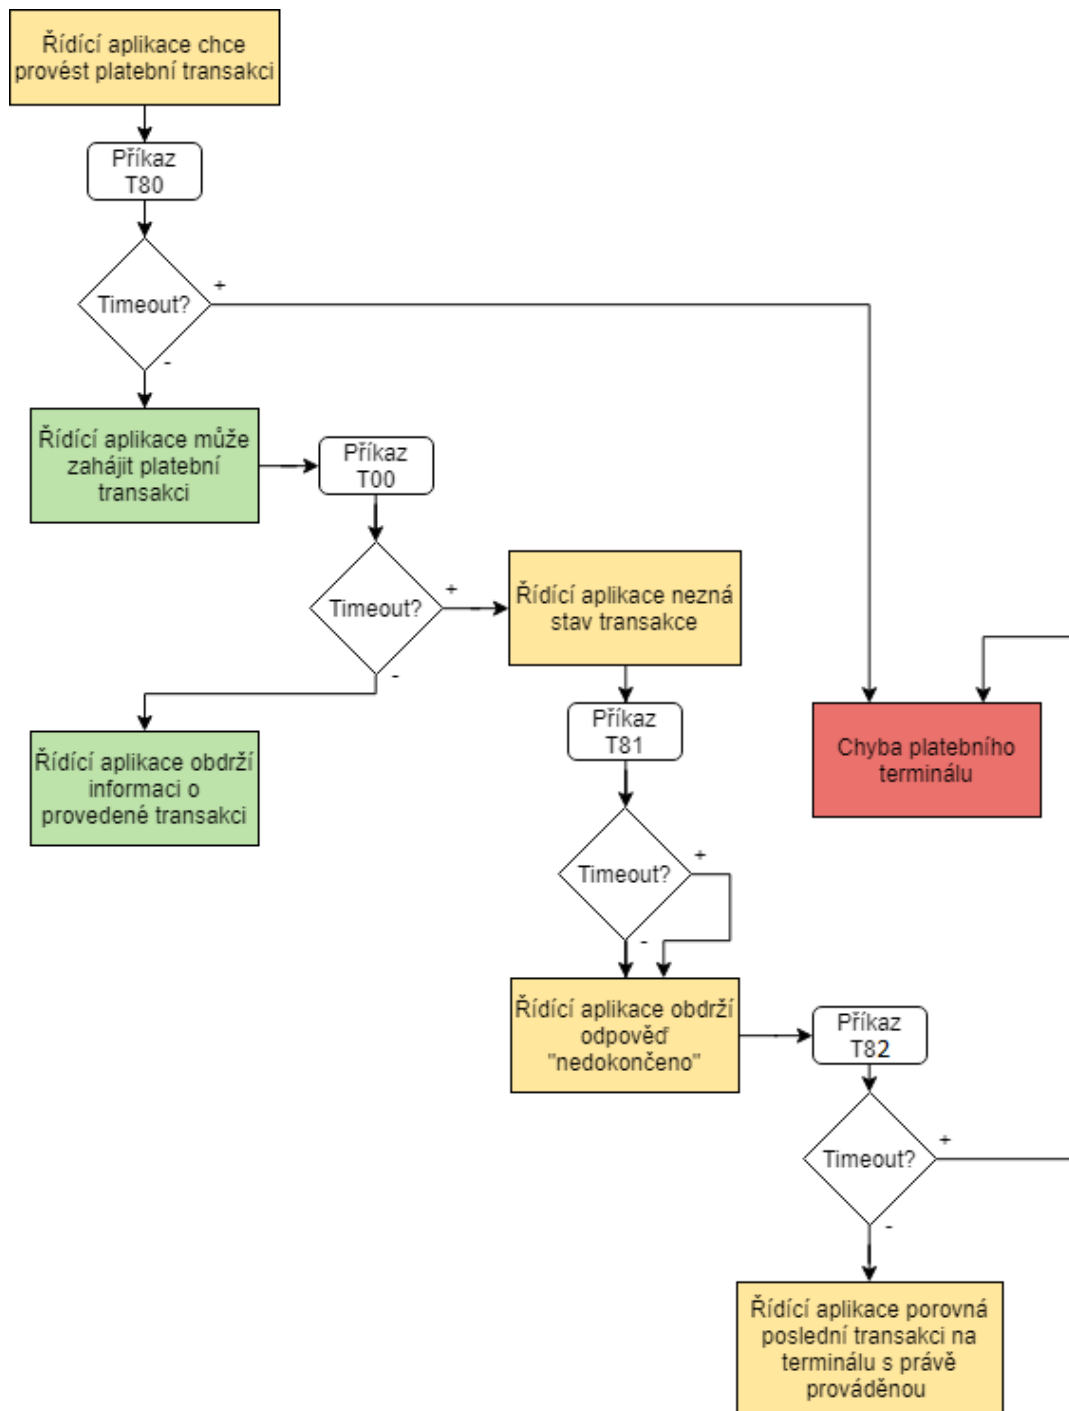 Řídící aplikace chce
provést platební transakci
Příkaz
T80
Timeout?
+
-
Řídící aplikace může
zahájit platební
transakci
Příkaz
T00
Timeout?
+
-
Řídící aplikace nezná
stav transakce
Řídící aplikace obdrží
informaci o
provedené transakci
Příkaz
T81
Chyba platebního
terminálu
Timeout?
+
-
Řídící aplikace obdrží
odpověď
"nedokončeno"
Příkaz
T82
Timeout?
+
-
Řídící aplikace porovná
poslední transakci na
terminálu s právě
prováděnou